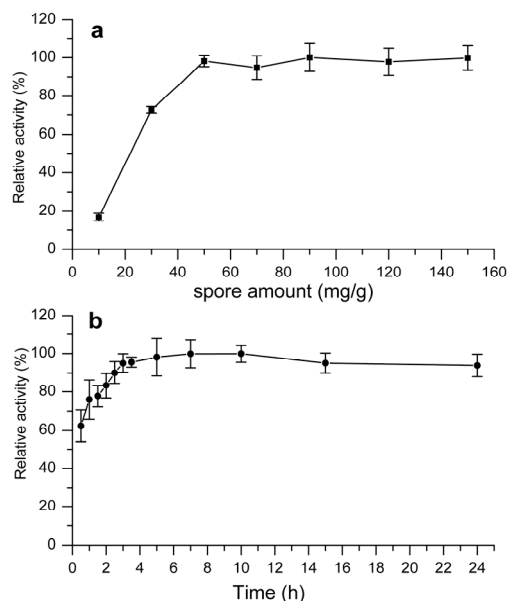 a
Relative activity (%)
120
100
80
60
40
20
0
0 20 40 60 80 100 120 140 160
spore amount (mg/g)
b
Relative activity (%)
120
100
80
60
40
20
0
0 2 4 6 8 10 12 14 16 18 20 22 24
Time (h)